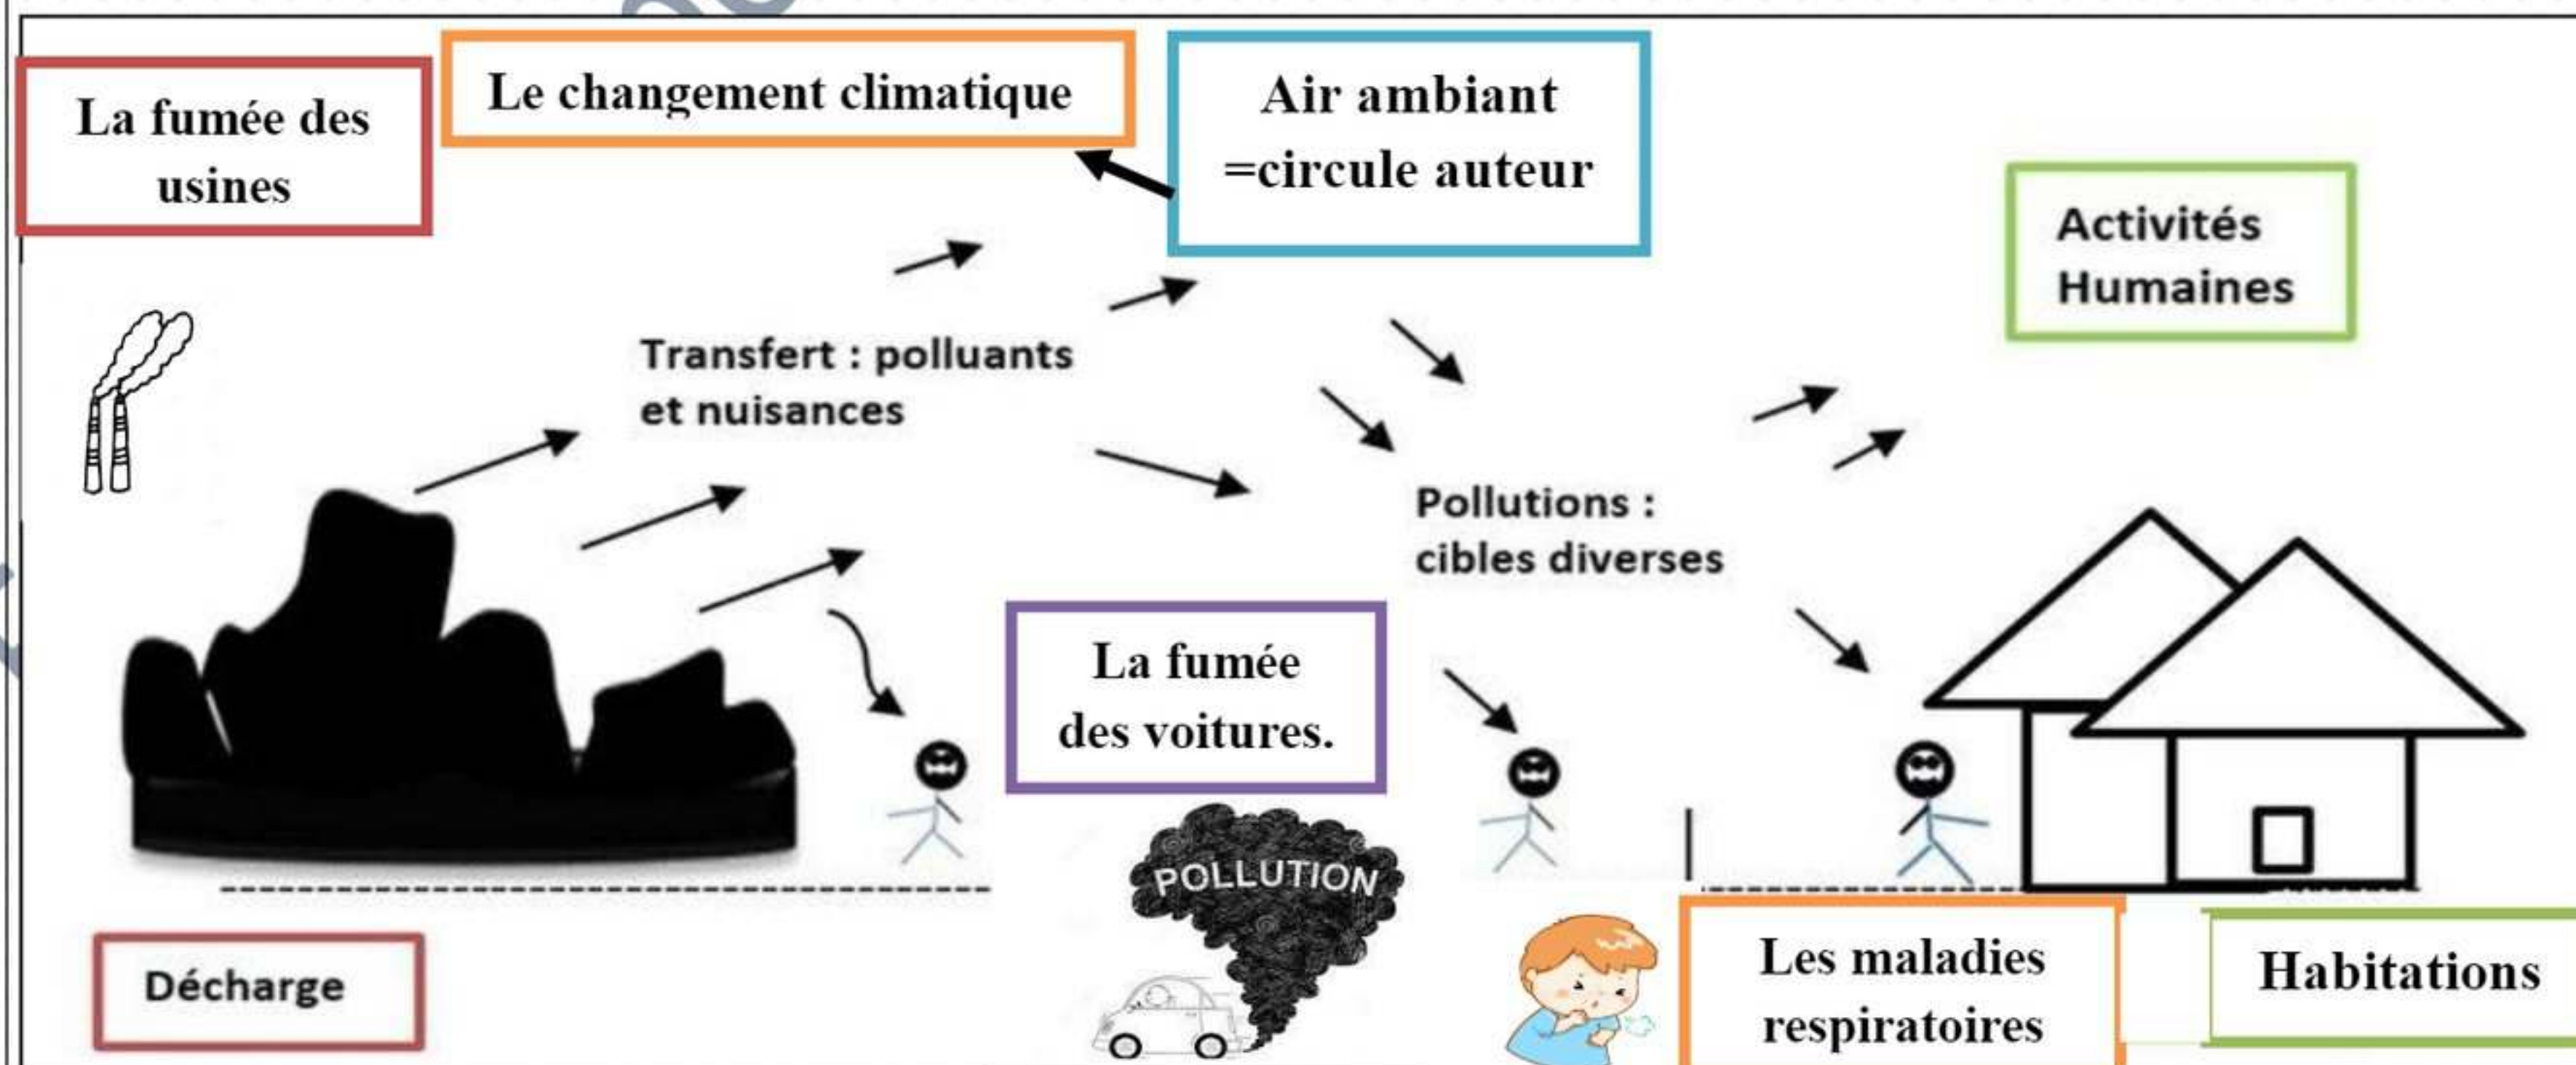 La fumée des
usines
Le changement climatique
Air ambiant
=circule auteur
Activités
Humaines
Transfert : polluants
et nuisances
Pollutions :
cibles diverses
La fumée
des voitures.
POLLUTION
Décharge
Les maladies
respiratoires
Habitations